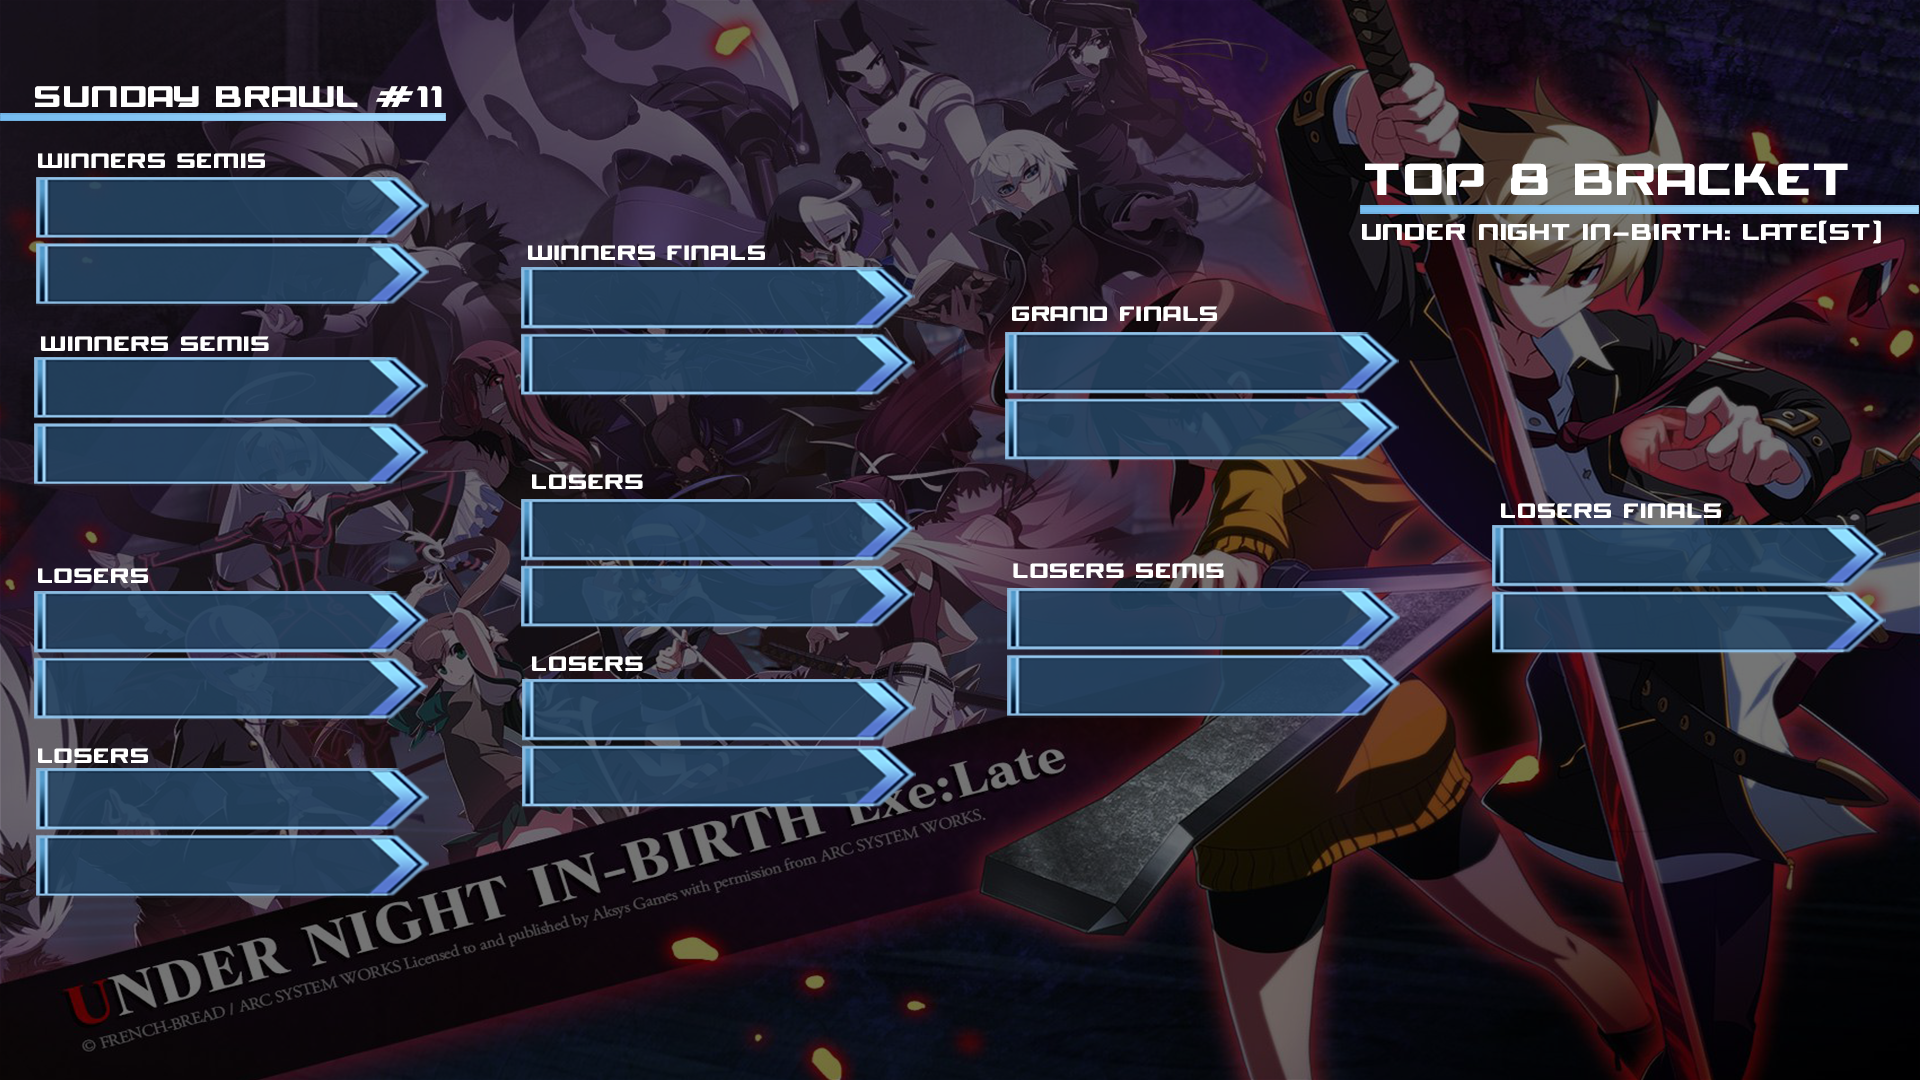 SUNDAY BRAWL #11
WINNERS SEMIS
WINNERS SEMIS
LOSERS
LOSERS
WINNERS FINALS
LOSERS
LOSERS
GRAND FINALS
LOSERS SEMIS
TOP 8 BRACKET
UNDER NIGHT IN-BIRTH: LATE[ST]
LOSERS FINALS
UNDER NIGHT IN-BIRTH Exe:Late
© FRENCH-BREAD / ARC SYSTEM WORKS Licensed to and published by Aksys Games with permission from ARC SYSTEM WORKS.